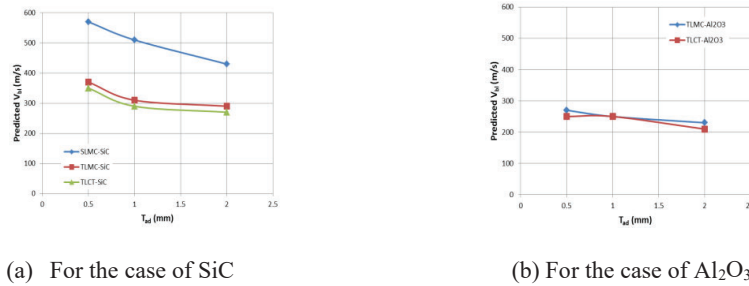 600
500
400
300
200
100
0
Predicted V_bl (m/s)
SLMC-SiC
TLMC-SiC
TLCT-SiC
0 0.5 1 1.5 2 2.5
T_ad (mm)
(a) For the case of SiC
600
500
400
300
200
100
0
Predicted V_bl (m/s)
TLMC-Al2O3
TLCT-Al2O3
0 0.5 1 1.5 2
T_ad (mm)
(b) For the case of Al₂O₃